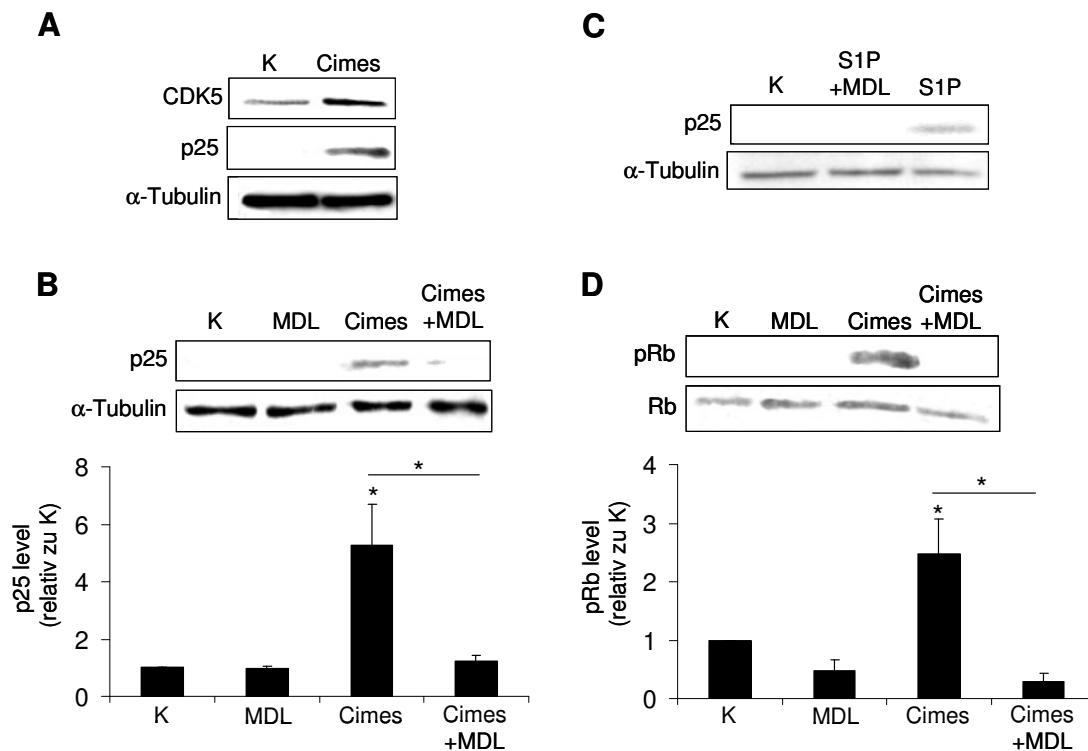 A
K Cimes
CDK5
p25
α-Tubulin
C
K S1P +MDL S1P
p25
α-Tubulin
B
K MDL Cimes Cimes +MDL
p25
α-Tubulin
8
6
4
2
0
p25 level
(relativ zu K)
*
*
K MDL Cimes Cimes
+MDL
D
K MDL Cimes Cimes +MDL
pRb
Rb
4
3
2
1
0
pRb level
(relativ zu K)
*
*
K MDL Cimes Cimes
+MDL